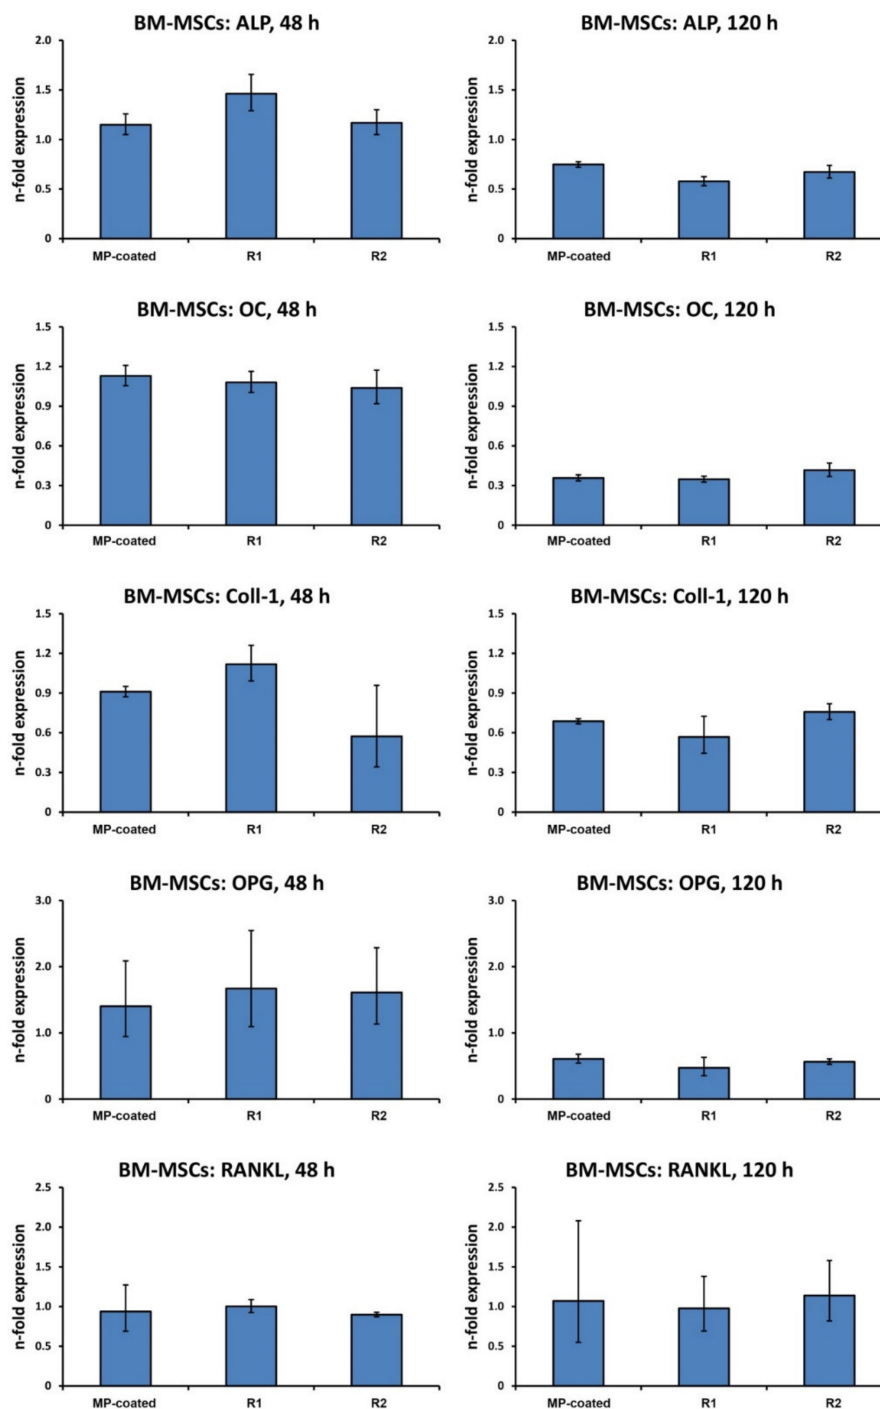 BM-MSCs: ALP, 48 h
n-fold expression
2.0
1.5
1.0
0.5
0
MP-coated R1 R2
BM-MSCs: ALP, 120 h
n-fold expression
2.0
1.5
1.0
0.5
0
MP-coated R1 R2
BM-MSCs: OC, 48 h
n-fold expression
1.5
1.2
0.9
0.6
0.3
0
MP-coated R1 R2
BM-MSCs: OC, 120 h
n-fold expression
1.5
1.2
0.9
0.6
0.3
0
MP-coated R1 R2
BM-MSCs: Coll-1, 48 h
n-fold expression
1.5
1.2
0.9
0.6
0.3
0
MP-coated R1 R2
BM-MSCs: Coll-1, 120 h
n-fold expression
1.5
1.2
0.9
0.6
0.3
0
MP-coated R1 R2
BM-MSCs: OPG, 48 h
n-fold expression
3.0
2.0
1.0
0
MP-coated R1 R2
BM-MSCs: OPG, 120 h
n-fold expression
3.0
2.0
1.0
0
MP-coated R1 R2
BM-MSCs: RANKL, 48 h
n-fold expression
2.5
2.0
1.5
1.0
0.5
0
MP-coated R1 R2
BM-MSCs: RANKL, 120 h
n-fold expression
2.5
2.0
1.5
1.0
0.5
0
MP-coated R1 R2